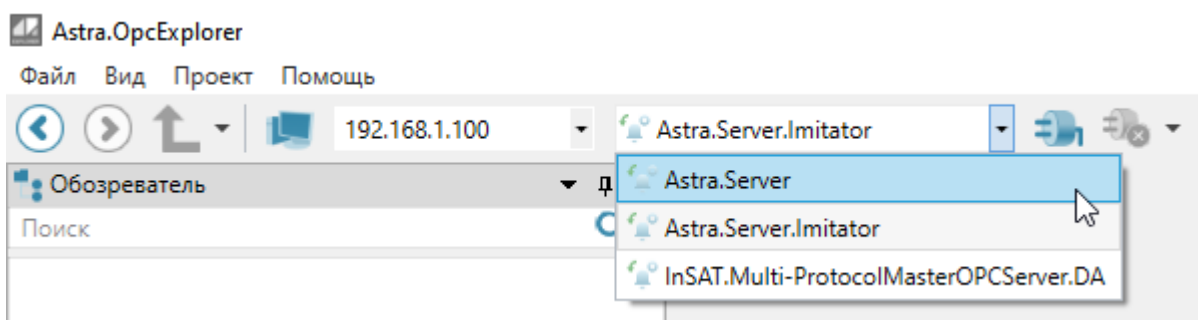 Astra.OpcExplorer
Файл Вид Проект Помощь
192.168.1.100 Astra.Server.Imitator
Обозреватель
Поиск
Astra.Server
Astra.Server.Imitator
InSAT.Multi-ProtocolMasterOPCServer.DA